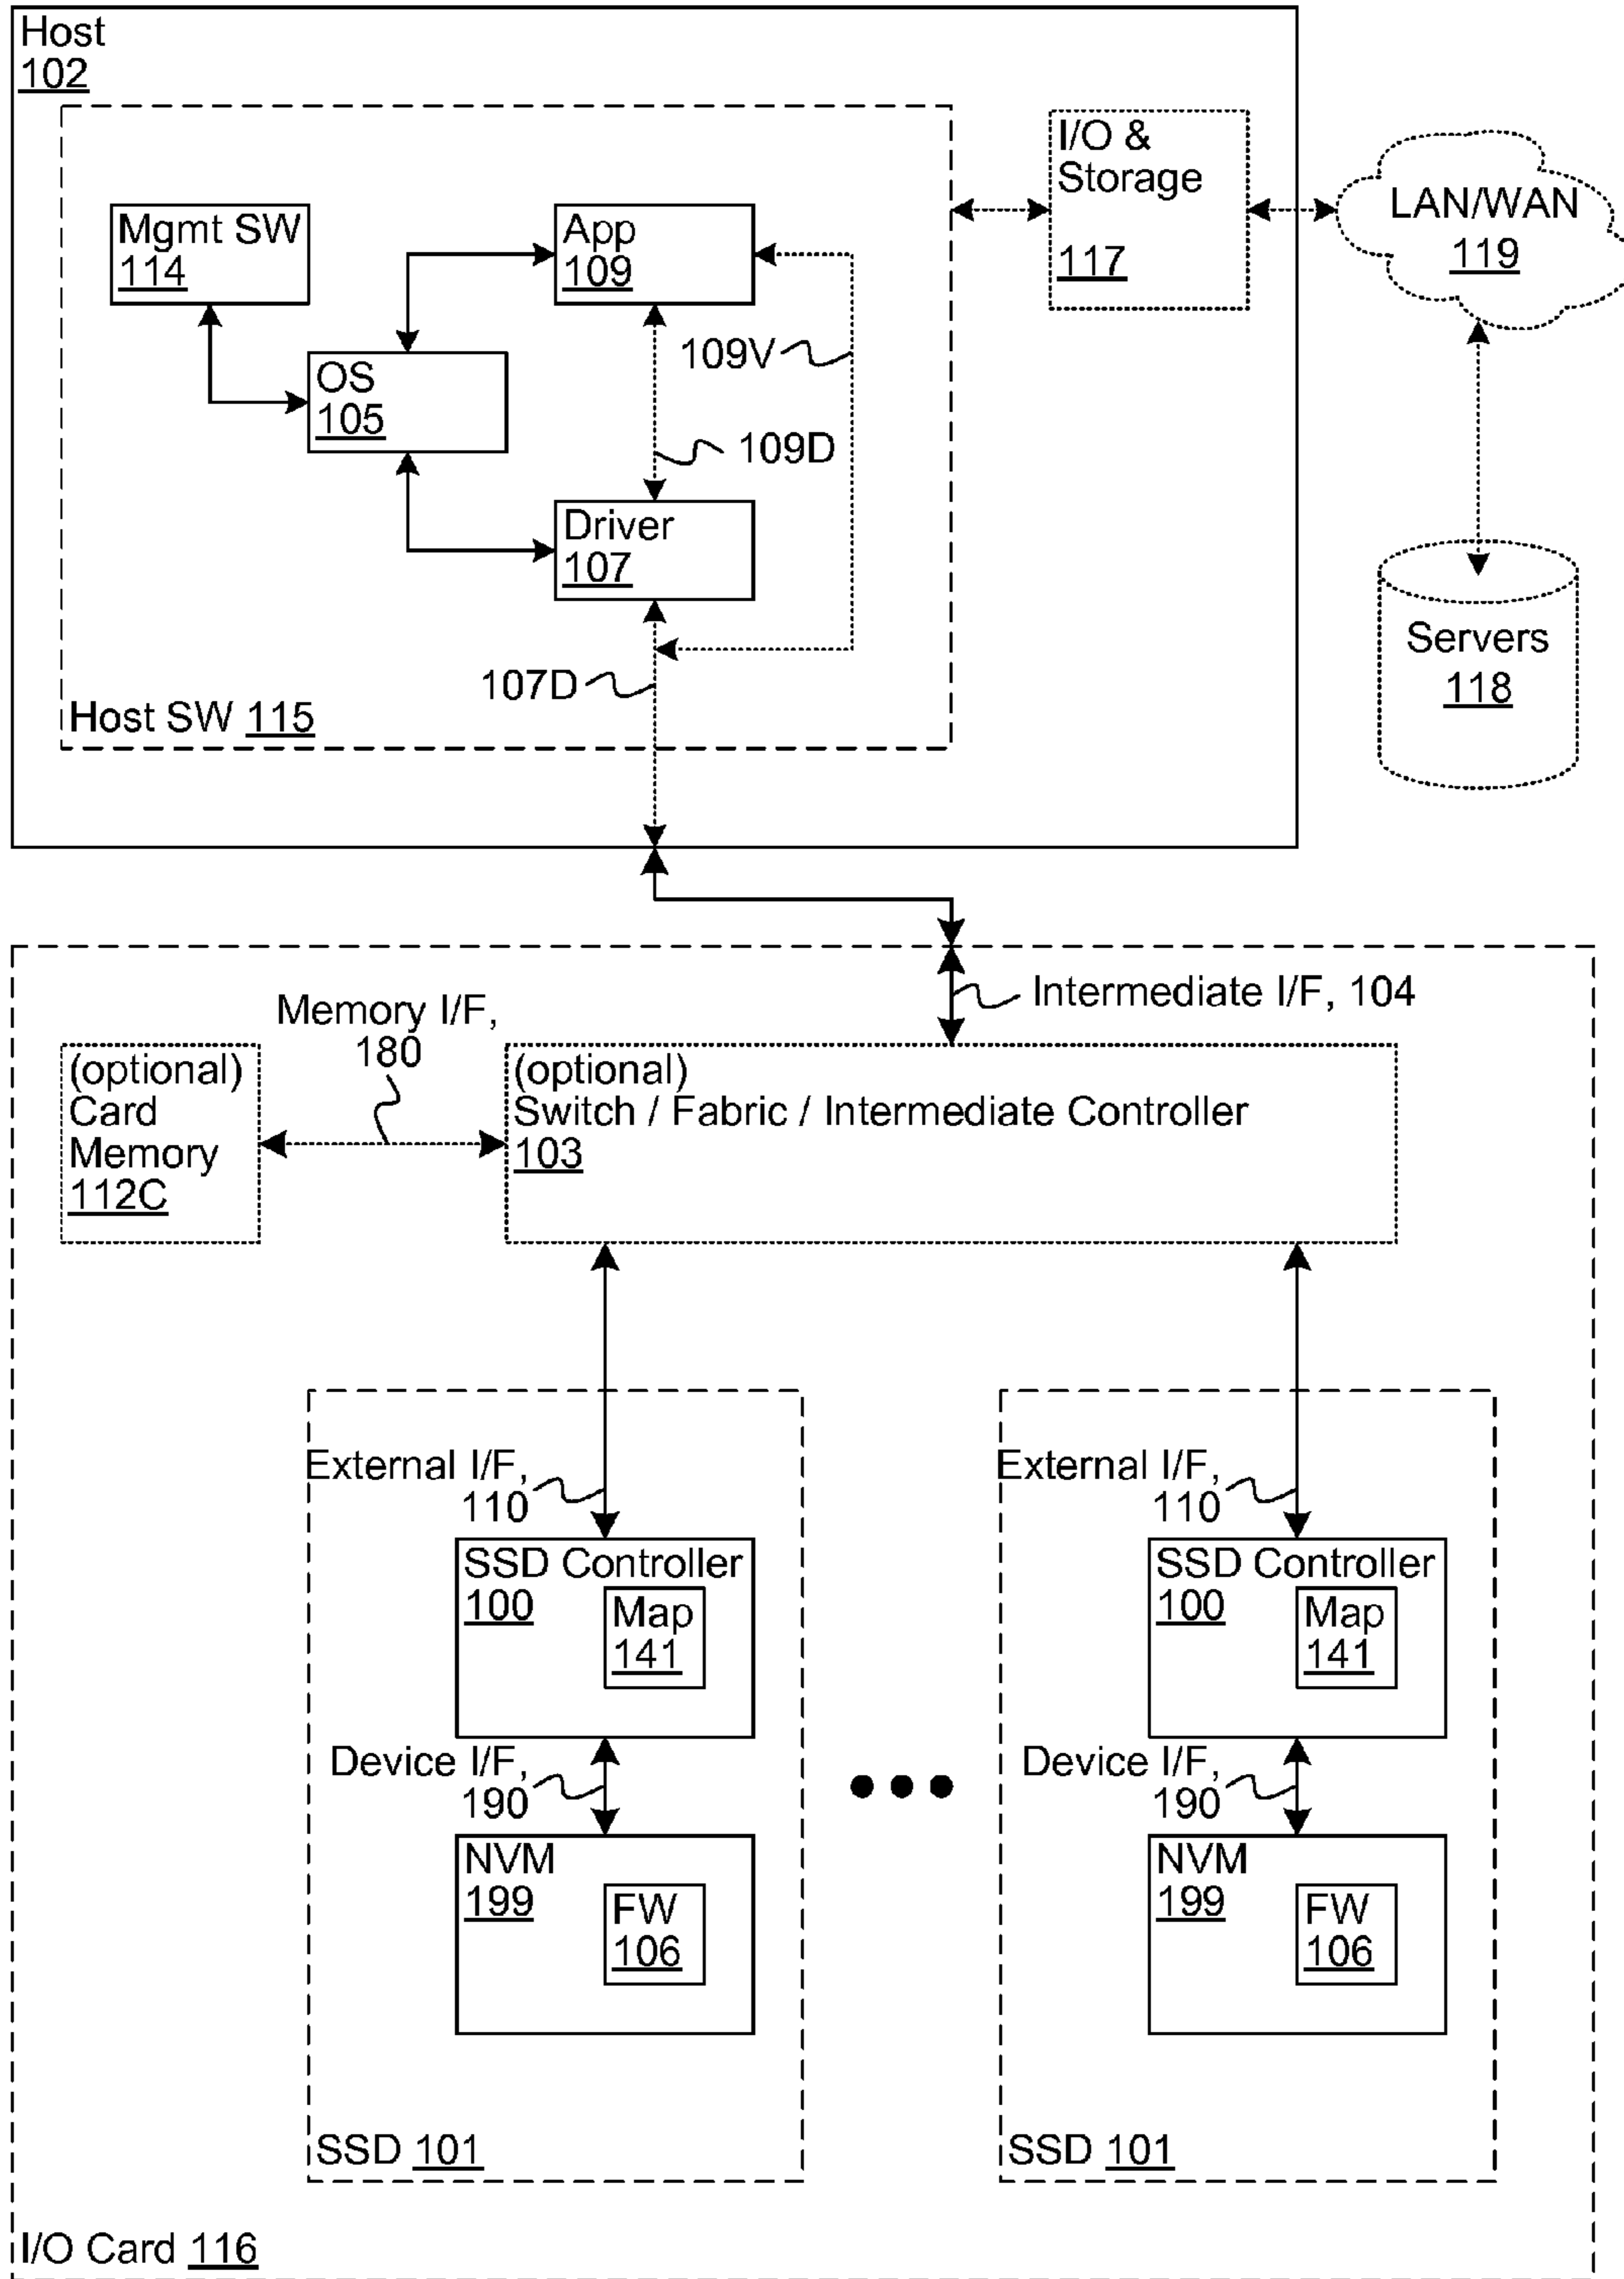 Host
102
I/O &
Storage
117
LAN/WAN
119
Mgmt SW
114
App
109
109V
OS
105
109D
Driver
107
Servers
118
107D
Host SW 115
Intermediate I/F, 104
Memory I/F,
180
(optional)
Card
Memory
112C
(optional)
Switch / Fabric / Intermediate Controller
103
External I/F,
110
SSD Controller
100
Map
141
Device I/F,
190
NVM
199
FW
106
SSD 101
External I/F,
110
SSD Controller
100
Map
141
Device I/F,
190
NVM
199
FW
106
SSD 101
I/O Card 116